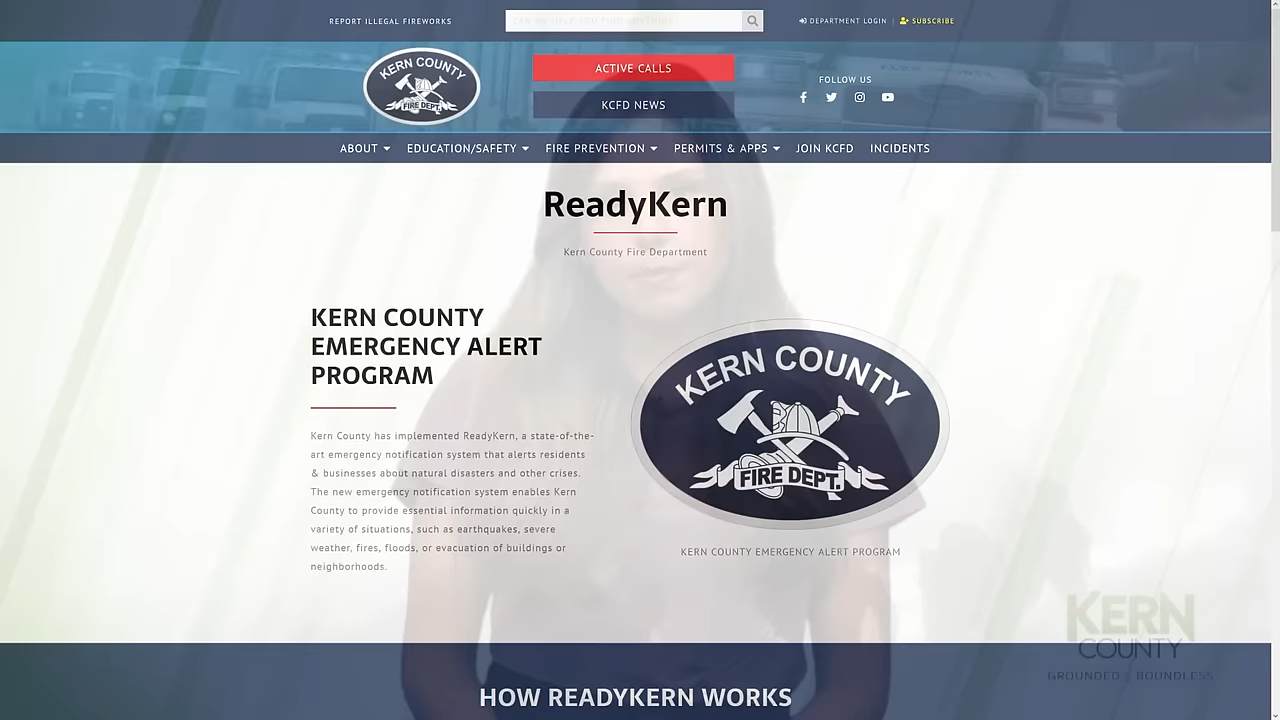 REPORT ILLEGAL FIREWORKS
DEPARTMENT LOGIN | SUBSCRIBE
KERN COUNTY
FIRE DEPT.
ACTIVE CALLS
KCFD NEWS
FOLLOW US
ABOUT EDUCATION/SAFETY FIRE PREVENTION PERMITS & APPS JOIN KCFD INCIDENTS
ReadyKern
Kern County Fire Department
KERN COUNTY
EMERGENCY ALERT
PROGRAM
Kern County has implemented ReadyKern, a state-of-the-
art emergency notification system that alerts residents
& businesses about natural disasters and other crises.
The new emergency notification system enables Kern
County to provide essential information quickly in a
variety of situations, such as earthquakes, severe
weather, fires, floods, or evacuation of buildings or
neighborhoods.
KERN COUNTY
FIRE DEPT.
KERN COUNTY EMERGENCY ALERT PROGRAM
KERN
COUNTY
GROUNDED | BOUNDLESS
HOW READYKERN WORKS